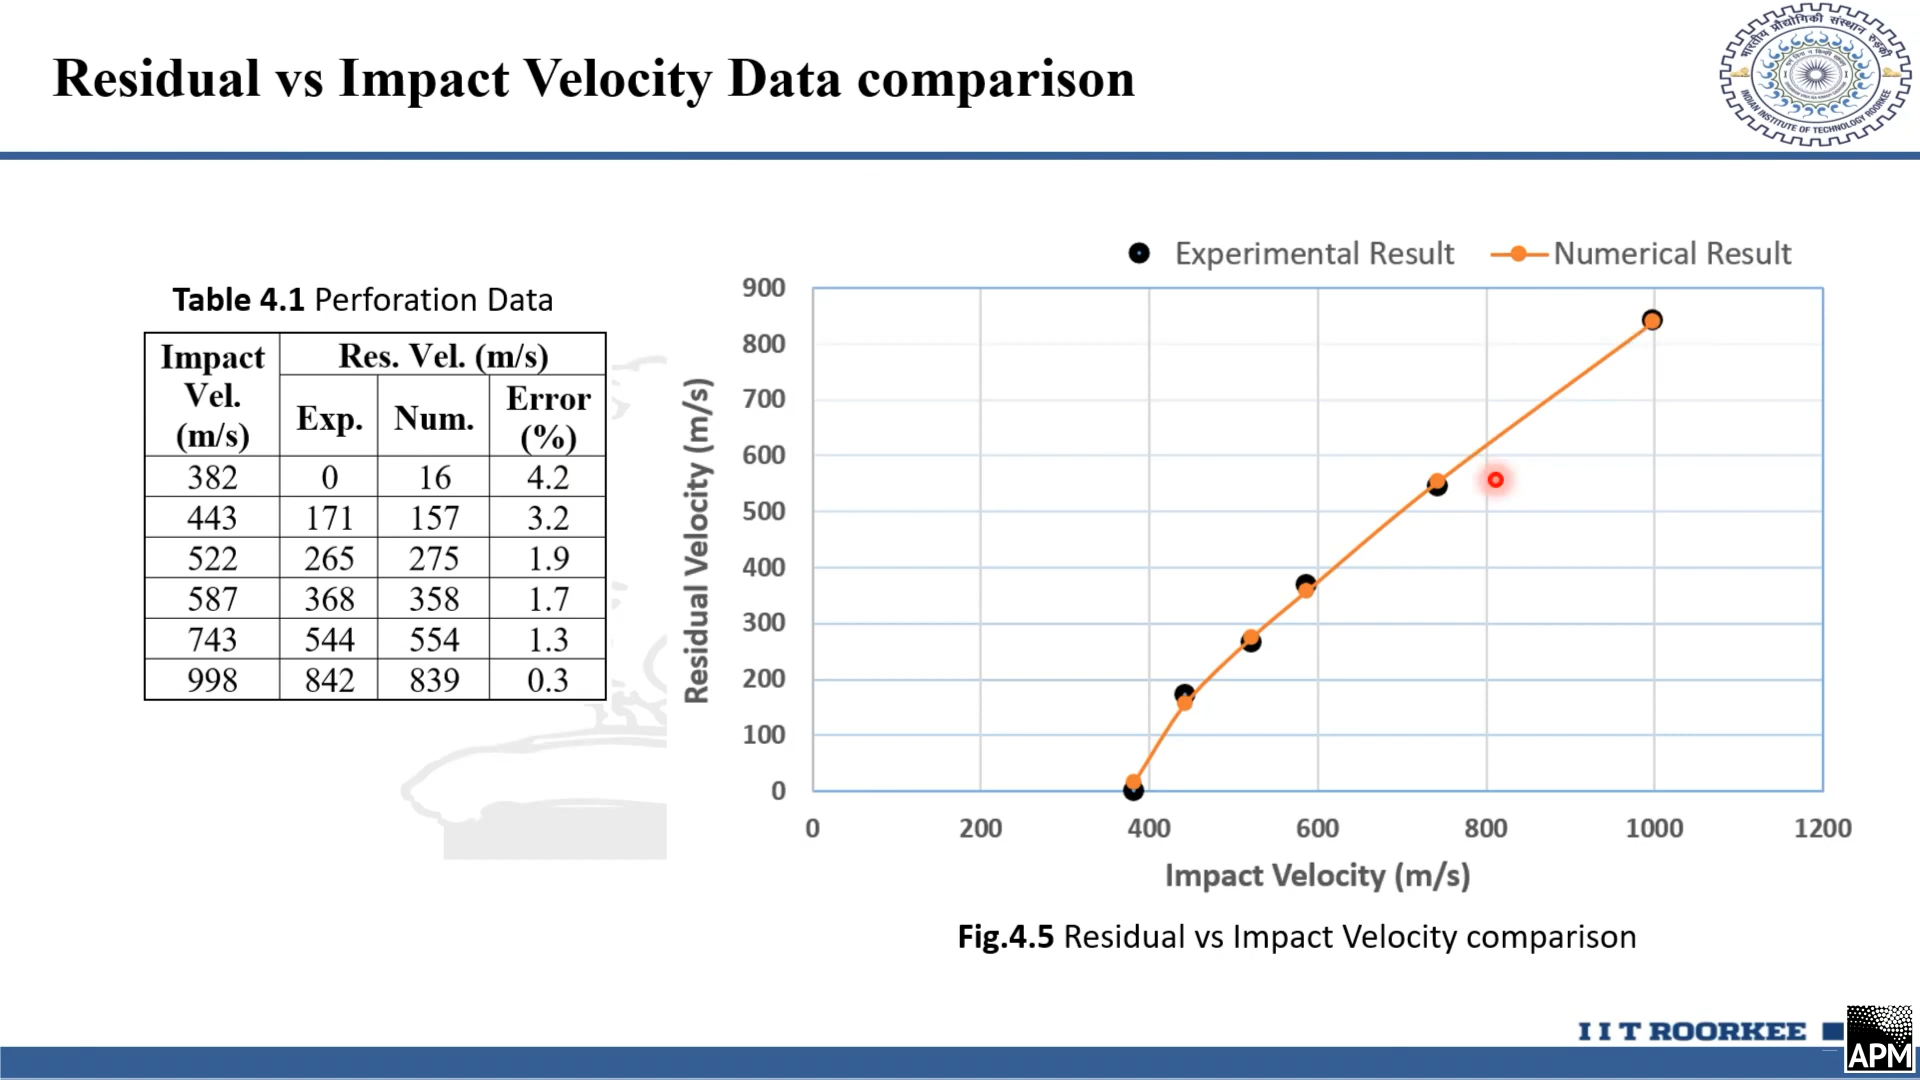 Residual vs Impact Velocity Data comparison
भारतीय प्रौद्योगिकी संस्थान रुड़की
INDIAN INSTITUTE OF TECHNOLOGY ROORKEE
Table 4.1 Perforation Data
Impact Vel. (m/s) Res. Vel. (m/s)
Exp. Num. Error (%)
382 0 16 4.2
443 171 157 3.2
522 265 275 1.9
587 368 358 1.7
743 544 554 1.3
998 842 839 0.3
Experimental Result Numerical Result
Residual Velocity (m/s)
900
800
700
600
500
400
300
200
100
0
0 200 400 600 800 1000 1200
Impact Velocity (m/s)
Fig.4.5 Residual vs Impact Velocity comparison
I I T ROORKEE
APM